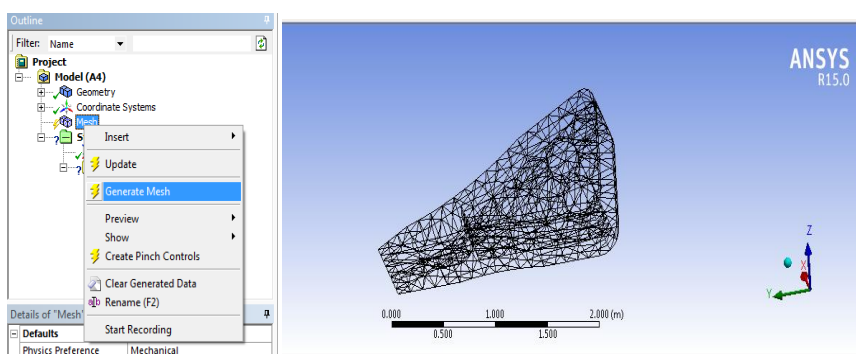 Outline
Filter: Name
Project
Model (A4)
Geometry
Coordinate Systems
Mesh
S
Insert
Update
Generate Mesh
Preview
Show
Create Pinch Controls
Clear Generated Data
Rename (F2)
Start Recording
Details of "Mesh"
Defaults
Physics Preference Mechanical
ANSYS
R15.0
Z
X
Y
0.000 1.000 2.000 (m)
0.500 1.500